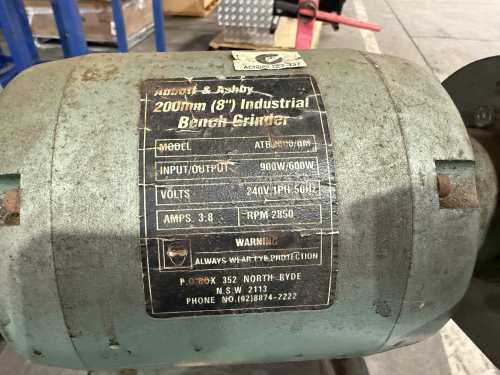 Abbott & Ashby
200mm (8") Industrial
Bench Grinder
MODEL
INPUT/OUTPUT 900W/600W
VOLTS 240V 1PH 50Hz
AMPS. 3.8 RPM 2850
WARNING
ALWAYS WEAR EYE PROTECTION
P.O. BOX 352 NORTH RYDE
N.S.W 2113
PHONE NO.(02)8874-2222